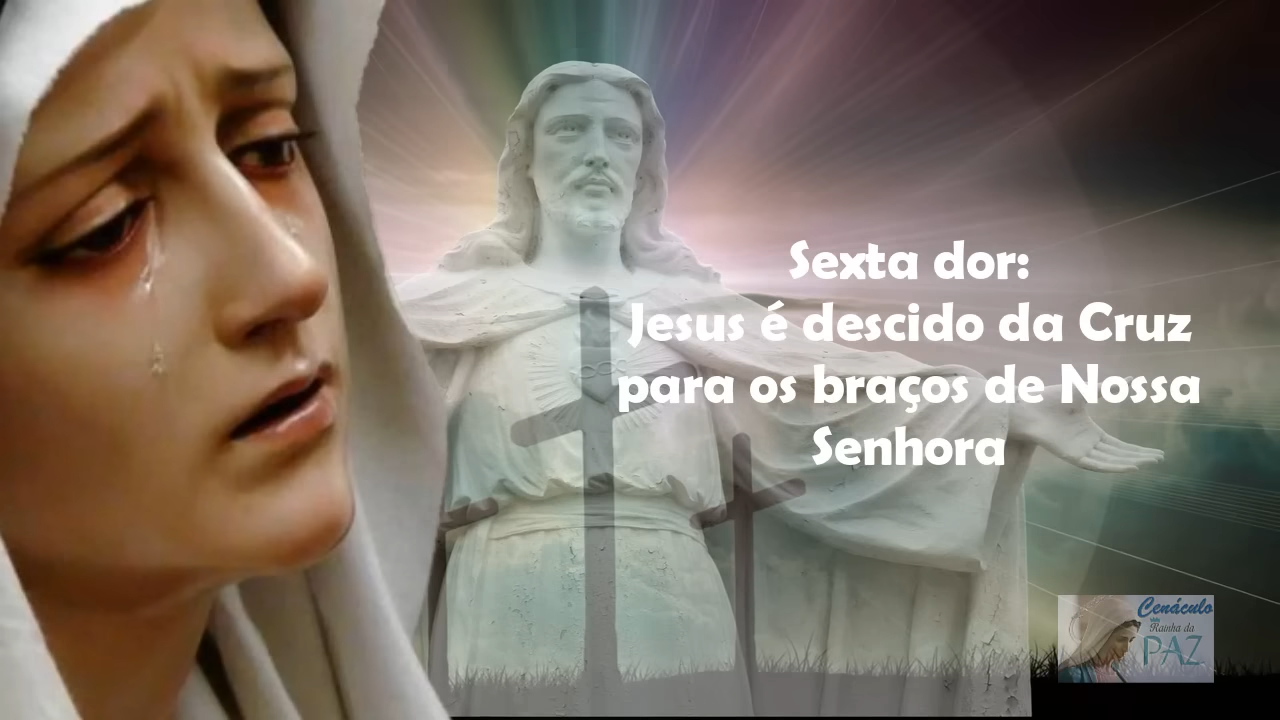 Sexta dor:
Jesus é descido da Cruz
para os braços de Nossa
Senhora
Cenáculo
Rainha da
PAZ